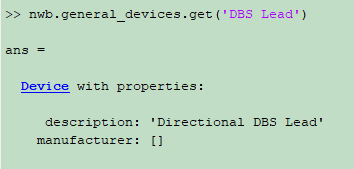 >> nwb.general_devices.get('DBS Lead')
ans =
Device with properties:
description: 'Directional DBS Lead'
manufacturer: []